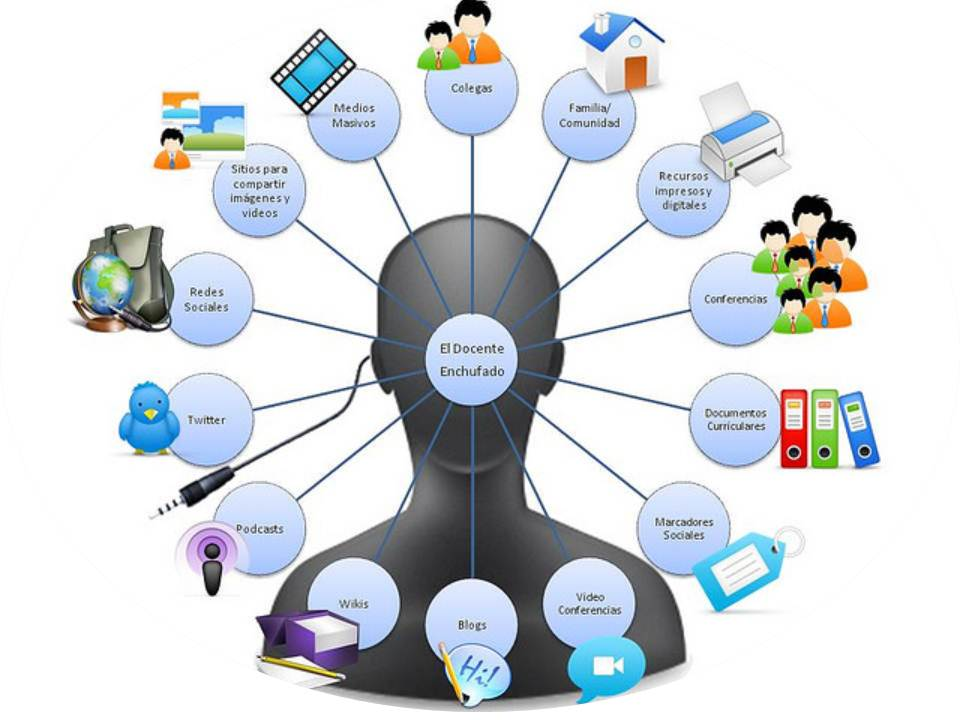 Colegas
Medios
Masivos
Familia/
Comunidad
Sitios para
compartir
imágenes y
videos
Recursos
impresos y
digitales
Redes
Sociales
Conferencias
El Docente
Enchufado
Twitter
Documentos
Curriculares
Podcasts
Marcadores
Sociales
Wikis
Video
Conferencias
Blogs
Hi!